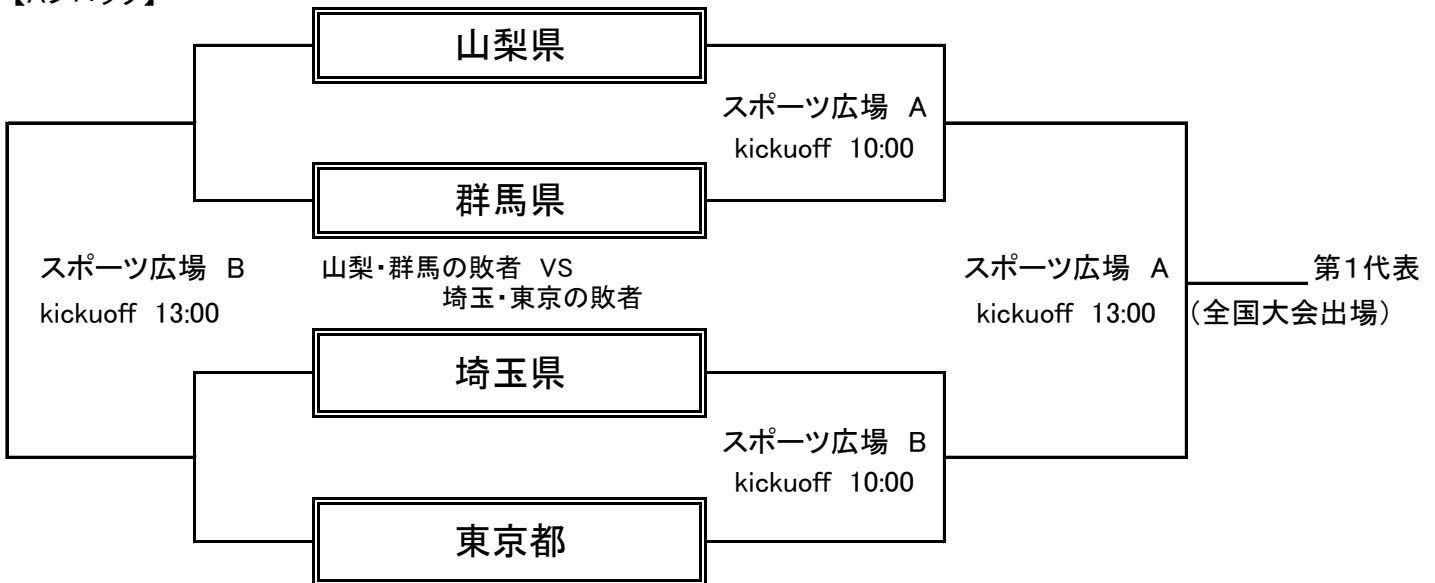 山梨県
スポーツ広場 A
kickuoff 10:00
群馬県
スポーツ広場 B
kickuoff 13:00
山梨・群馬の敗者 VS
埼玉・東京の敗者
スポーツ広場 A
kickuoff 13:00
第1代表
（全国大会出場）
埼玉県
スポーツ広場 B
kickuoff 10:00
東京都